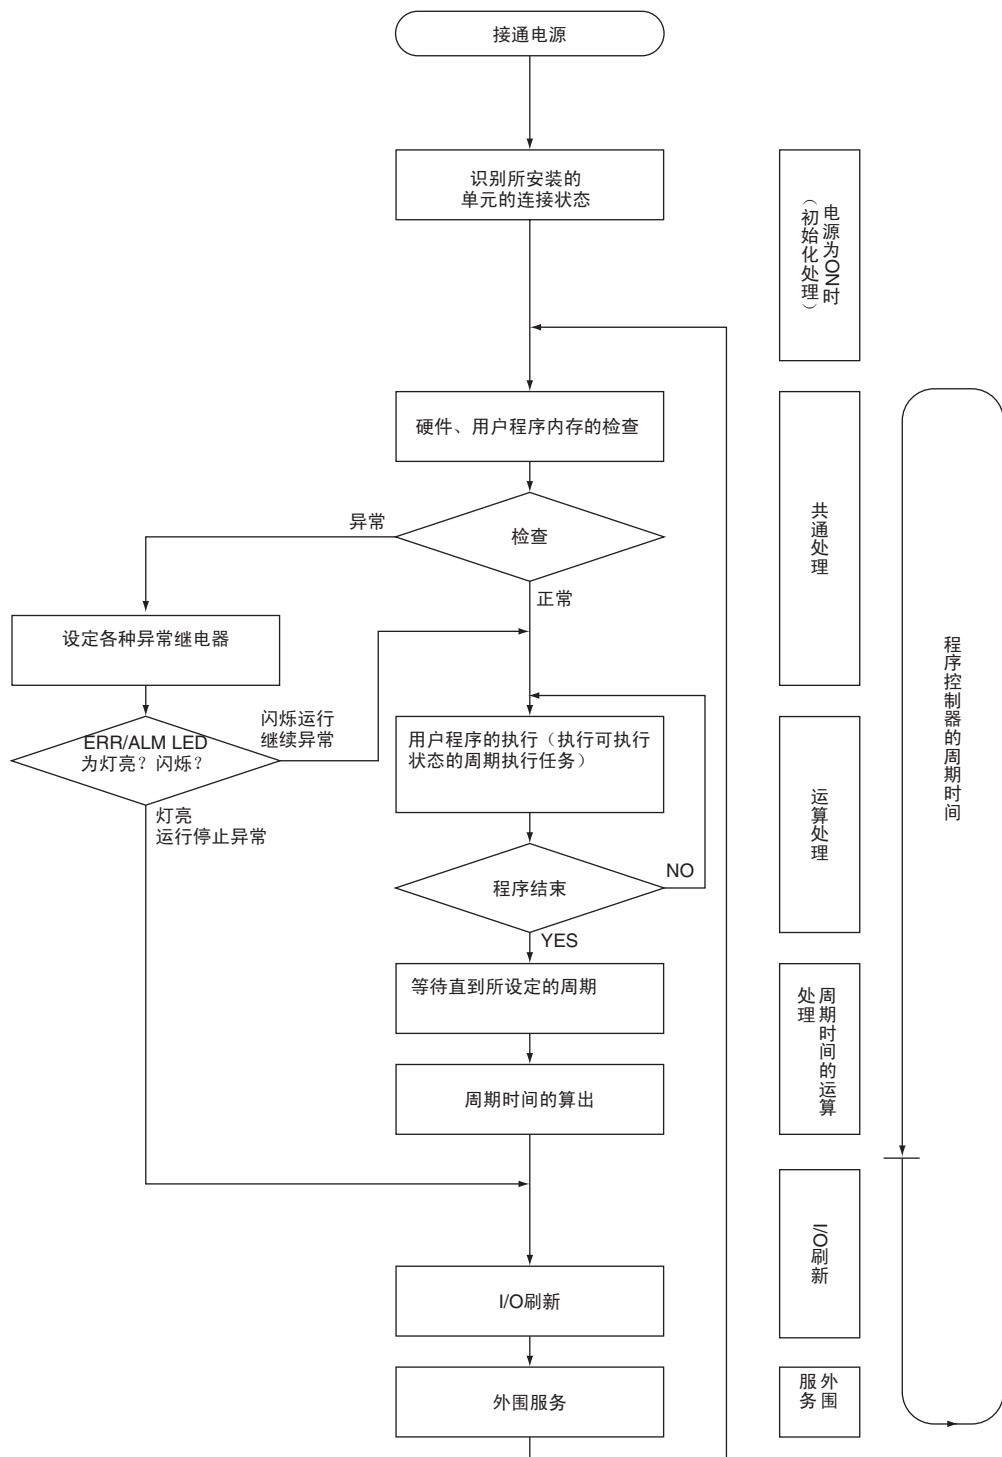 接通电源
识别所安装的
单元的连接状态
电源为ON时
（初始化处理）
硬件、用户程序内存的检查
检查
异常
正常
共通处理
设定各种异常继电器
ERR/ALM LED
为灯亮？闪烁？
闪烁运行
继续异常
灯亮
运行停止异常
用户程序的执行（执行可执行
状态的周期执行任务）
程序结束
NO
YES
运算处理
程序控制器的周期时间
等待直到所设定的周期
周期时间的算出
周期时间的运算
处理
I/O刷新
I/O刷新
外围服务
外围
服务